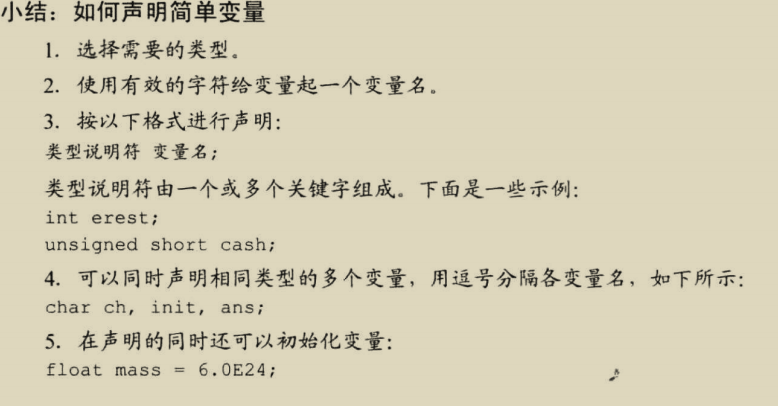 小结：如何声明简单变量
1. 选择需要的类型。
2. 使用有效的字符给变量起一个变量名。
3. 按以下格式进行声明：
类型说明符 变量名;
类型说明符由一个或多个关键字组成。下面是一些示例：
int erest;
unsigned short cash;
4. 可以同时声明相同类型的多个变量，用逗号分隔各变量名，如下所示：
char ch, init, ans;
5. 在声明的同时还可以初始化变量：
float mass = 6.0E24;